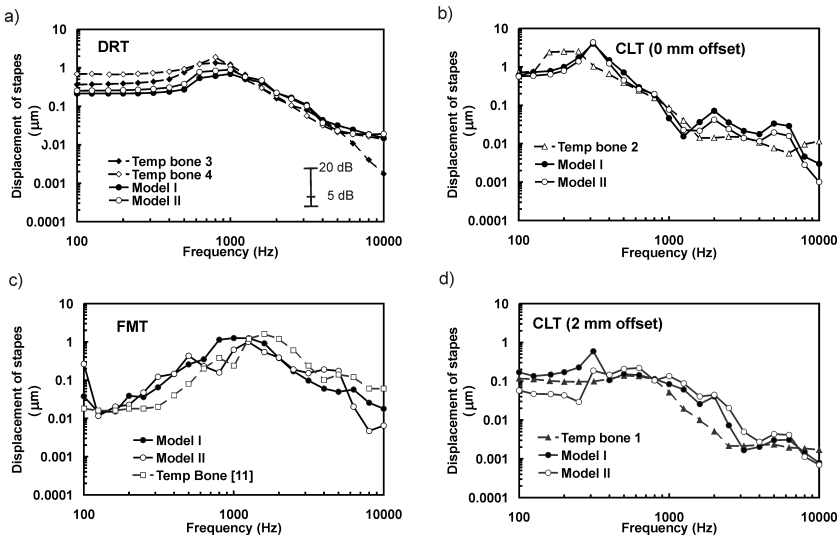 a)
DRT
10
1
0.1
0.01
0.001
0.0001
Displacement of stapes
(µm)
Temp bone 3
Temp bone 4
Model I
Model II
20 dB
5 dB
100
1000
10000
Frequency (Hz)
b)
CLT (0 mm offset)
10
1
0.1
0.01
0.001
0.0001
Displacement of stapes
(µm)
Temp bone 2
Model I
Model II
100
1000
10000
Frequency (Hz)
c)
FMT
10
1
0.1
0.01
0.001
0.0001
Displacement of stapes
(µm)
Model I
Model II
Temp Bone [11]
100
1000
10000
Frequency (Hz)
d)
CLT (2 mm offset)
10
1
0.1
0.01
0.001
0.0001
Displacement of stapes
(µm)
Temp bone 1
Model I
Model II
100
1000
10000
Frequency (Hz)